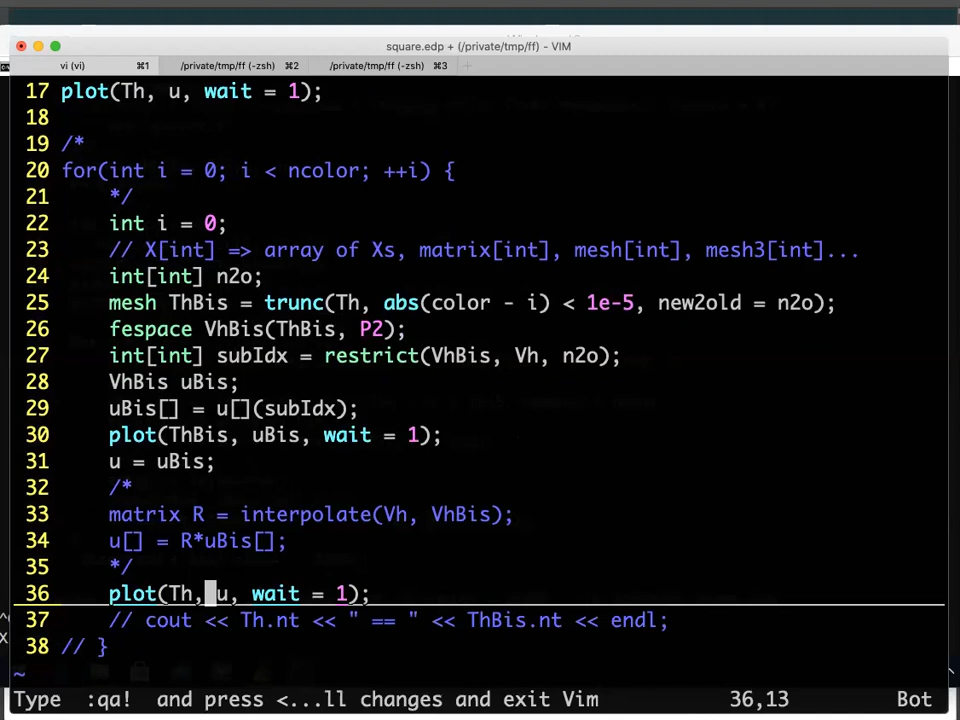 square.edp + (/private/tmp/ff) - VIM
vi (vi) ⌘1 /private/tmp/ff (-zsh) ⌘2 /private/tmp/ff (-zsh) ⌘3 +
17 plot(Th, u, wait = 1);
18
19 /*
20 for(int i = 0; i < ncolor; ++i) {
21     */
22     int i = 0;
23     // X[int] => array of Xs, matrix[int], mesh[int], mesh3[int]...
24     int[int] n2o;
25     mesh ThBis = trunc(Th, abs(color - i) < 1e-5, new2old = n2o);
26     fespace VhBis(ThBis, P2);
27     int[int] subIdx = restrict(VhBis, Vh, n2o);
28     VhBis uBis;
29     uBis[] = u[](subIdx);
30     plot(ThBis, uBis, wait = 1);
31     u = uBis;
32     /*
33     matrix R = interpolate(Vh, VhBis);
34     u[] = R*uBis[];
35     */
36     plot(Th, u, wait = 1);
37     // cout << Th.nt << " == " << ThBis.nt << endl;
38 // }
~
Type  :qa!  and press <...ll changes and exit Vim 36,13 Bot